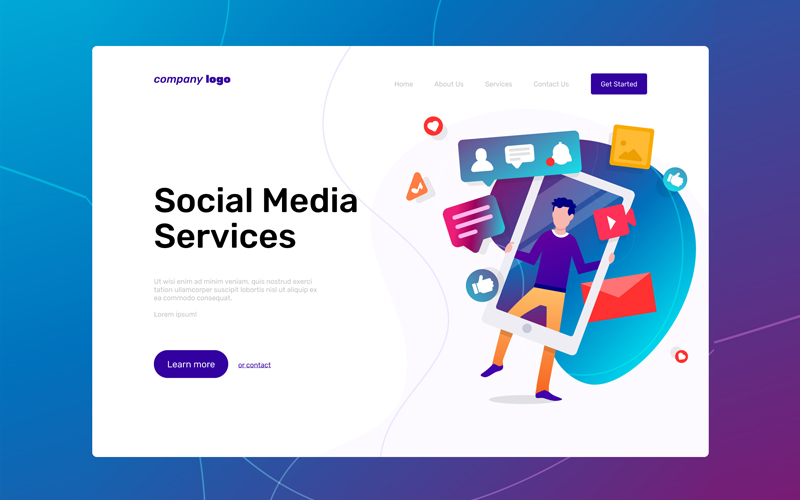 company logo
Home About Us Services Contact Us Get Started
Social Media
Services
Ut wisi enim ad minim veniam, quis nostrud exerci
tation ullamcorper suscipit lobortis nisl ut aliquip ex
ea commodo consequat.
Lorem ipsum!
Learn more or contact